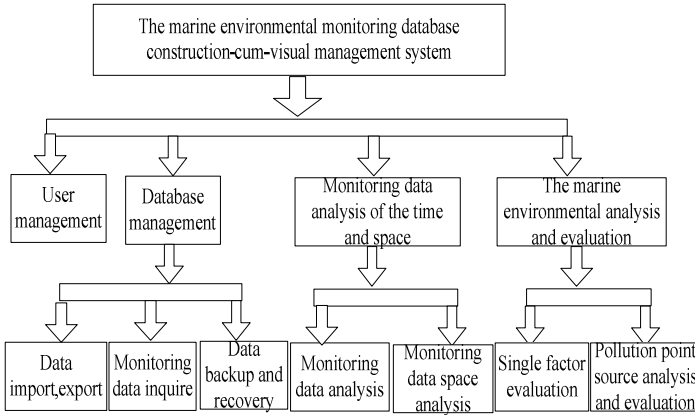 The marine environmental monitoring database
construction-cum-visual management system
User
management
Database
management
Monitoring data
analysis of the time
and space
The marine
environmental analysis
and evaluation
Data
import,export
Monitoring
data inquire
Data
backup and
recovery
Monitoring
data analysis
Monitoring
data space
analysis
Single factor
evaluation
Pollution point
source analysis
and evaluation